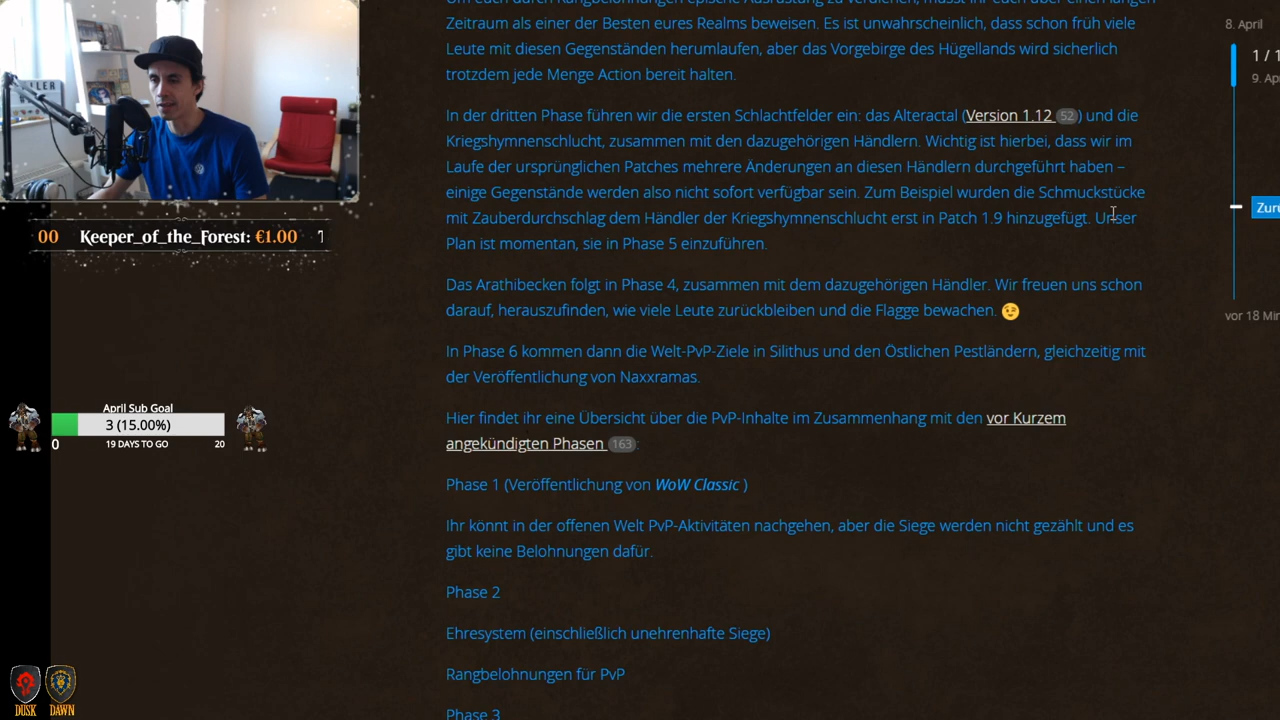 Zeitraum als einer der Besten eures Realms beweisen. Es ist unwahrscheinlich, dass schon früh viele
Leute mit diesen Gegenständen herumlaufen, aber das Vorgebirge des Hügellands wird sicherlich
trotzdem jede Menge Action bereit halten.
In der dritten Phase führen wir die ersten Schlachtfelder ein: das Alteractal (Version 1.12 52) und die
Kriegshymnenschlucht, zusammen mit den dazugehörigen Händlern. Wichtig ist hierbei, dass wir im
Laufe der ursprünglichen Patches mehrere Änderungen an diesen Händlern durchgeführt haben –
einige Gegenstände werden also nicht sofort verfügbar sein. Zum Beispiel wurden die Schmuckstücke
mit Zauberdurchschlag dem Händler der Kriegshymnenschlucht erst in Patch 1.9 hinzugefügt. Unser
Plan ist momentan, sie in Phase 5 einzuführen.
Das Arathibecken folgt in Phase 4, zusammen mit dem dazugehörigen Händler. Wir freuen uns schon
darauf, herauszufinden, wie viele Leute zurückbleiben und die Flagge bewachen. 😉
In Phase 6 kommen dann die Welt-PvP-Ziele in Silithus und den Östlichen Pestländern, gleichzeitig mit
der Veröffentlichung von Naxxramas.
Hier findet ihr eine Übersicht über die PvP-Inhalte im Zusammenhang mit den vor Kurzem
angekündigten Phasen 163:
Phase 1 (Veröffentlichung von WoW Classic )
Ihr könnt in der offenen Welt PvP-Aktivitäten nachgehen, aber die Siege werden nicht gezählt und es
gibt keine Belohnungen dafür.
Phase 2
Ehresystem (einschließlich unehrenhafte Siege)
Rangbelohnungen für PvP
Phase 3
8. April
1 / 1
9. Apr
Zurü
vor 18 Min
00 Keeper_of_the_Forest: €1.00 1
April Sub Goal
3 (15.00%)
0 19 DAYS TO GO 20
DUSK DAWN